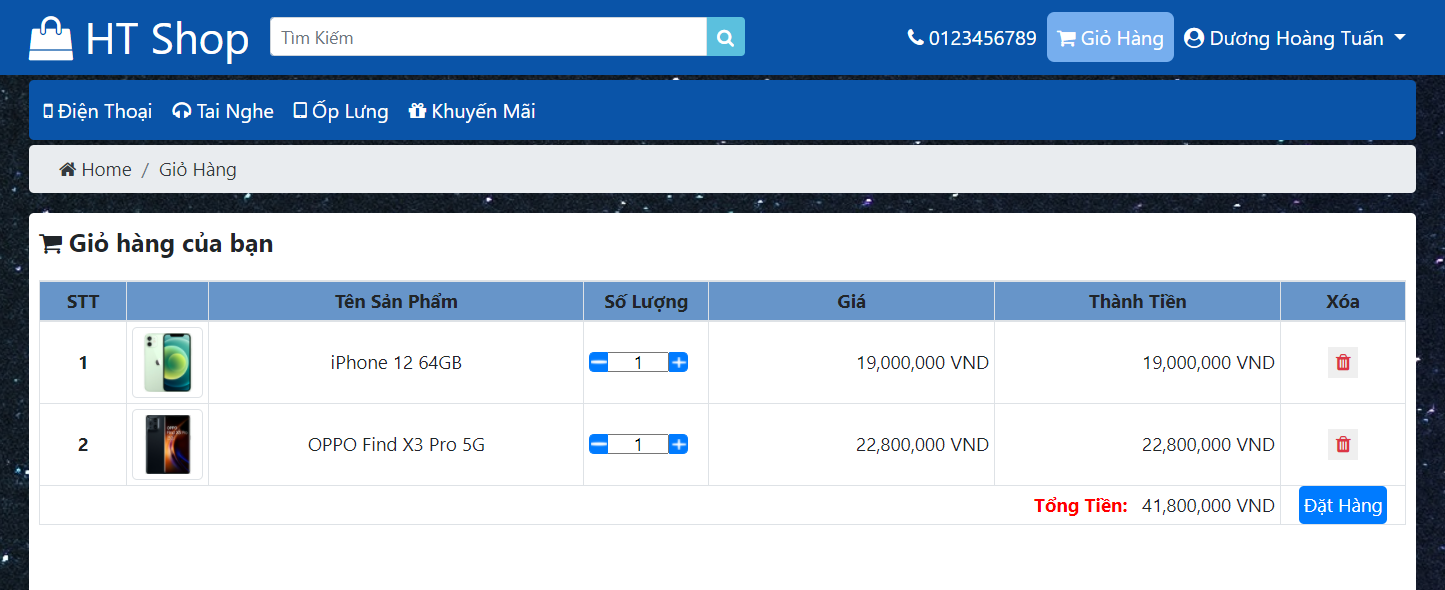 HT Shop
Tìm Kiếm
0123456789
Giỏ Hàng
Dương Hoàng Tuấn
Điện Thoại
Tai Nghe
Ốp Lưng
Khuyến Mãi
Home / Giỏ Hàng
Giỏ hàng của bạn
STT Tên Sản Phẩm Số Lượng Giá Thành Tiền Xóa
1 iPhone 12 64GB 1 19,000,000 VND 19,000,000 VND
2 OPPO Find X3 Pro 5G 1 22,800,000 VND 22,800,000 VND
Tổng Tiền: 41,800,000 VND Đặt Hàng